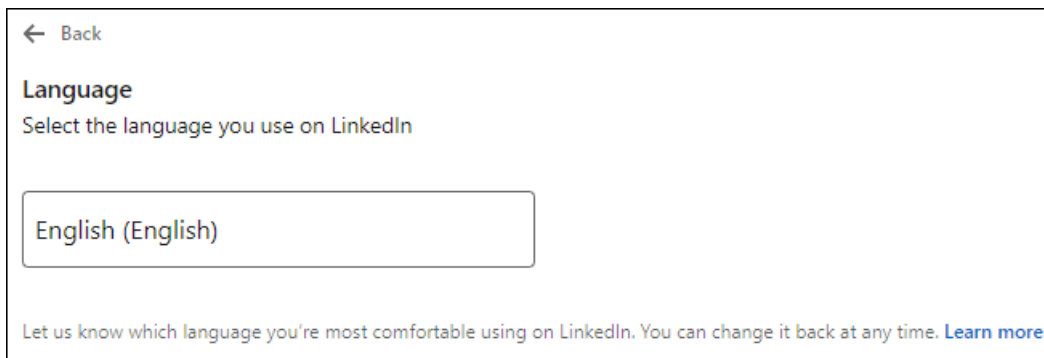 Back
Language
Select the language you use on LinkedIn
English (English)
Let us know which language you're most comfortable using on LinkedIn. You can change it back at any time. Learn more